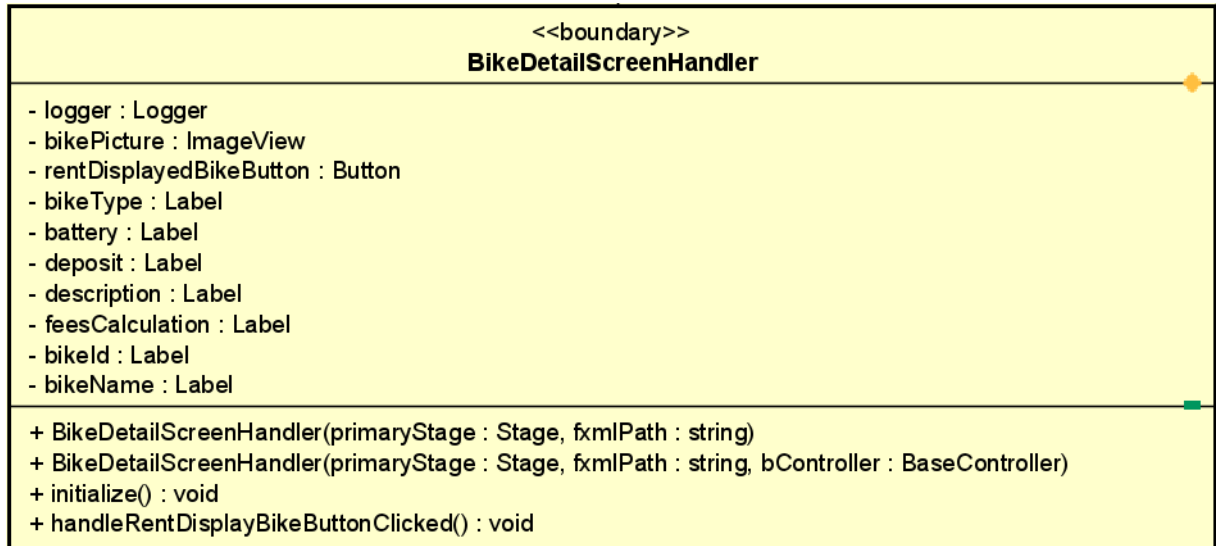 <<boundary>>
BikeDetailScreenHandler
- logger : Logger
- bikePicture : ImageView
- rentDisplayedBikeButton : Button
- bikeType : Label
- battery : Label
- deposit : Label
- description : Label
- feesCalculation : Label
- bikeId : Label
- bikeName : Label
+ BikeDetailScreenHandler(primaryStage : Stage, fxmlPath : string)
+ BikeDetailScreenHandler(primaryStage : Stage, fxmlPath : string, bController : BaseController)
+ initialize() : void
+ handleRentDisplayBikeButtonClicked() : void